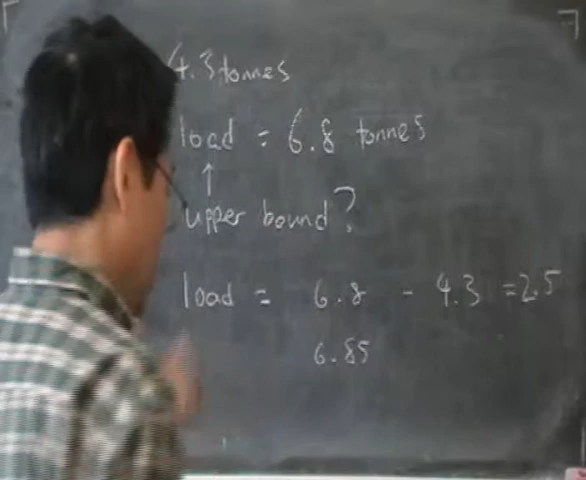 4.3 tonnes
load = 6.8 tonnes
↑
upper bound?
load = 6.8 - 4.3 = 2.5
6.85